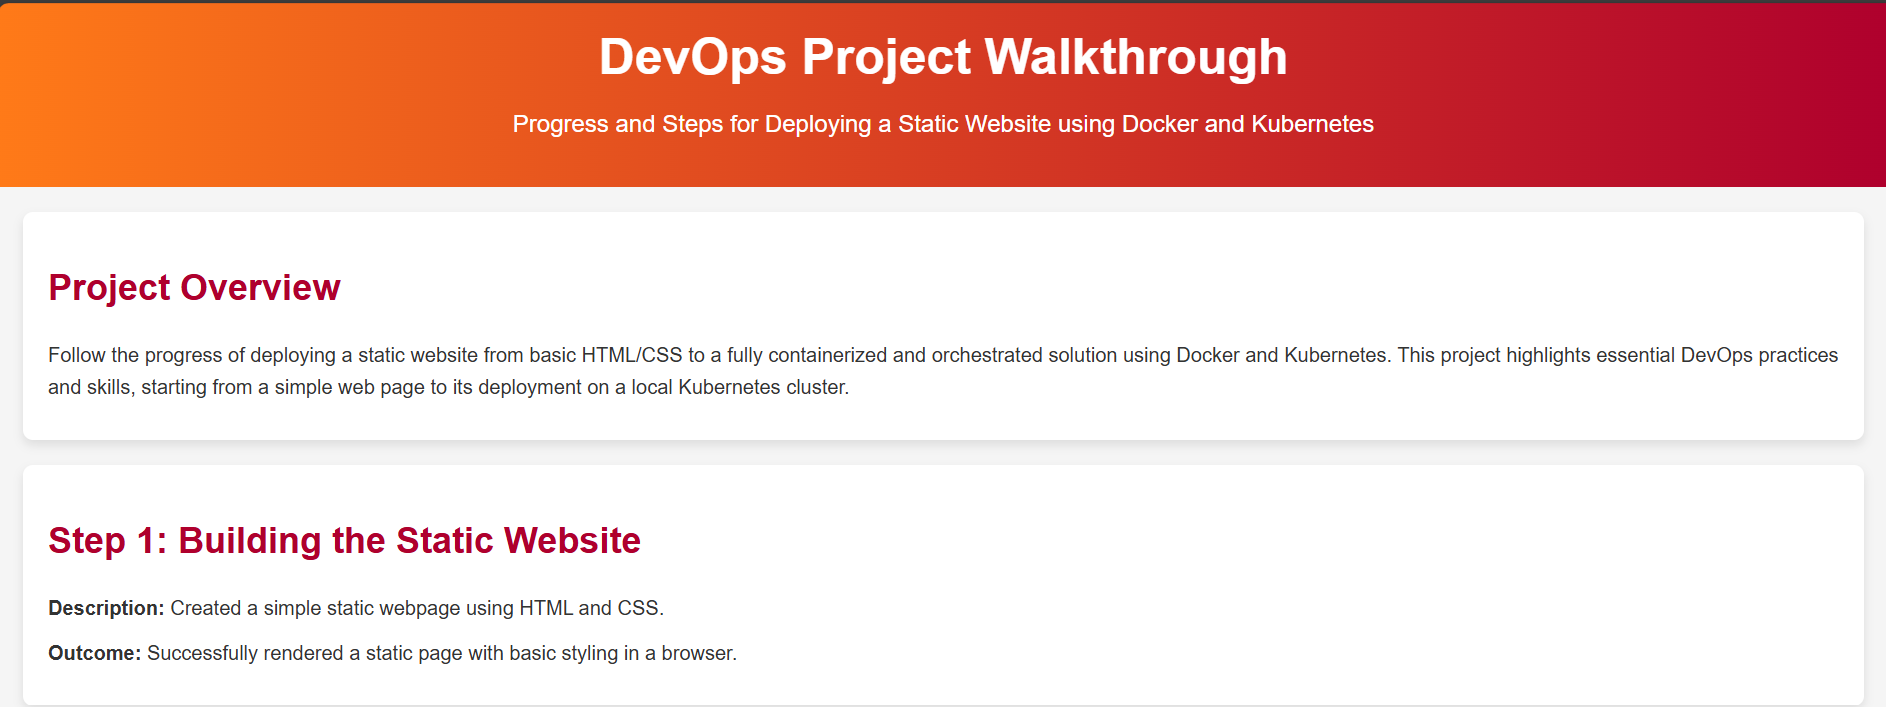 DevOps Project Walkthrough
Progress and Steps for Deploying a Static Website using Docker and Kubernetes
Project Overview
Follow the progress of deploying a static website from basic HTML/CSS to a fully containerized and orchestrated solution using Docker and Kubernetes. This project highlights essential DevOps practices
and skills, starting from a simple web page to its deployment on a local Kubernetes cluster.
Step 1: Building the Static Website
Description: Created a simple static webpage using HTML and CSS.
Outcome: Successfully rendered a static page with basic styling in a browser.